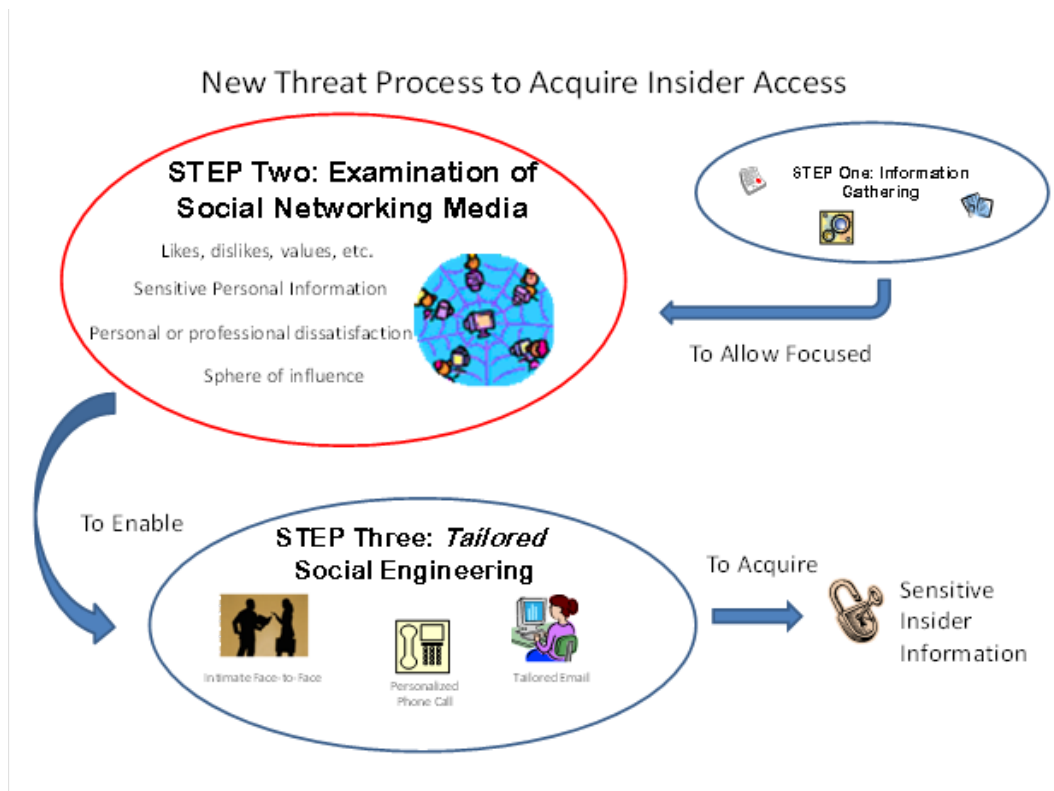 New Threat Process to Acquire Insider Access
STEP Two: Examination of
Social Networking Media
Likes, dislikes, values, etc.
Sensitive Personal Information
Personal or professional dissatisfaction
Sphere of influence
STEP One: Information
Gathering
To Allow Focused
To Enable
STEP Three: Tailored
Social Engineering
Intimate Face-to-Face
Personalized
Phone Call
Tailored Email
To Acquire
Sensitive
Insider
Information